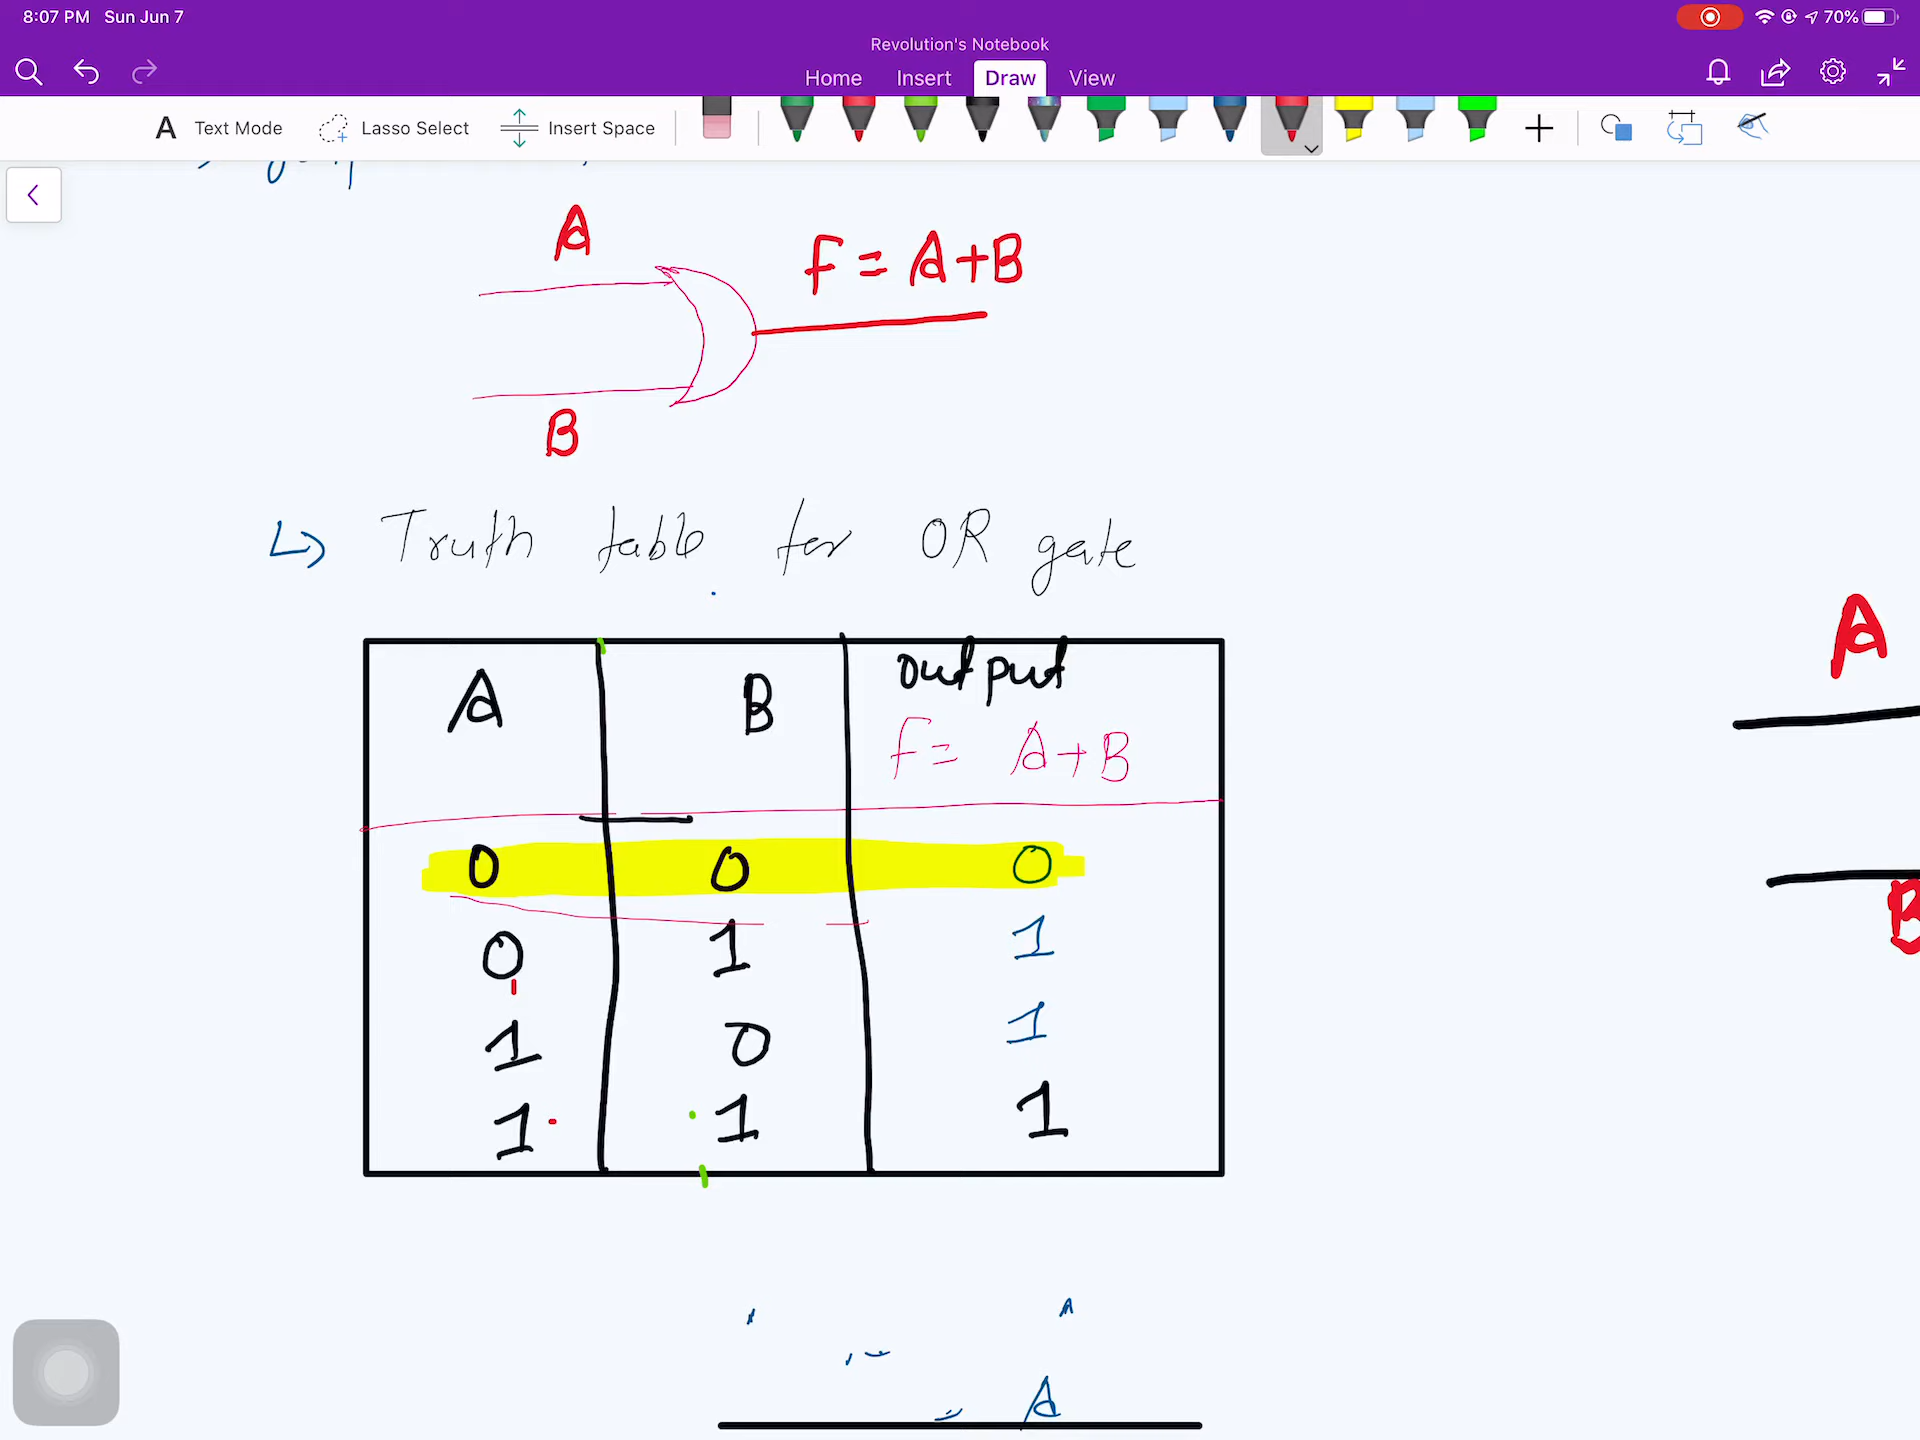 8:07 PM Sun Jun 7
70%
Revolution's Notebook
Home Insert Draw View
A Text Mode Lasso Select Insert Space
A
F = A+B
B
↳ Truth table for OR gate
A B output
F = A+B
0 0 0
0 1 1
1 0 1
1 1 1
A
B
A